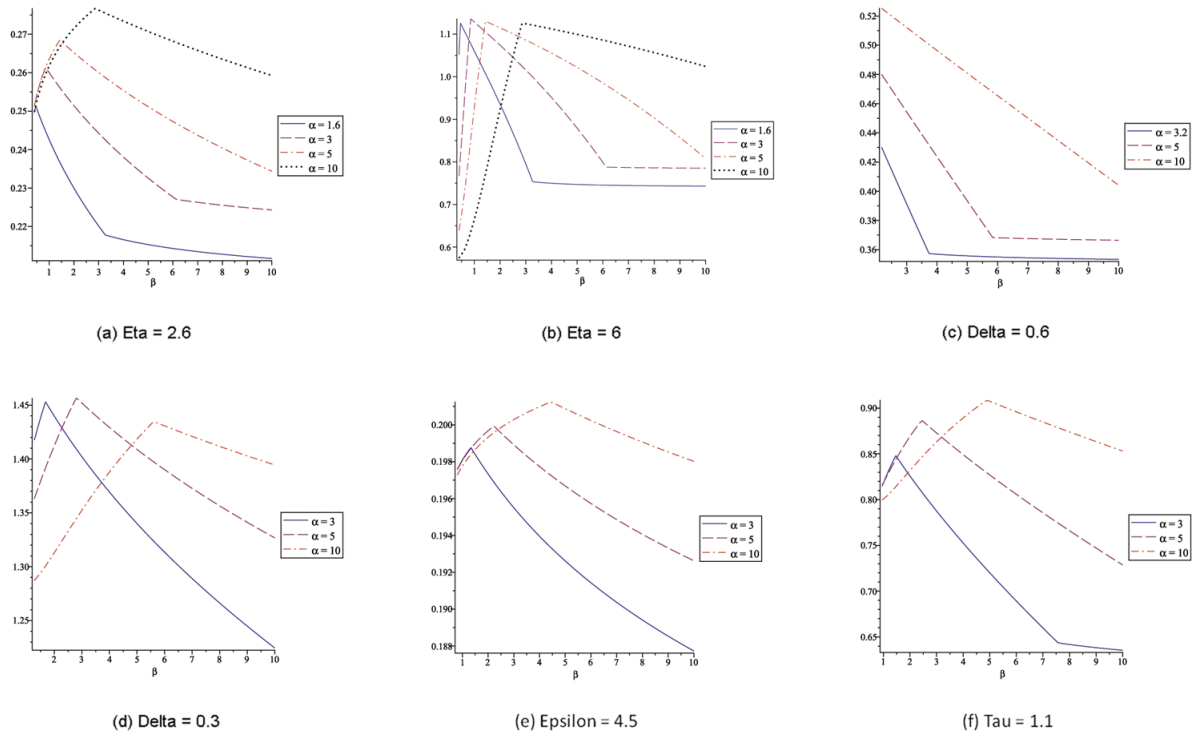 0.27
0.26
0.25
0.24
0.23
0.22
1 2 3 4 5 6 7 8 9 10
β
α = 1.6
α = 3
α = 5
α = 10
(a) Eta = 2.6
1.1
1.0
0.9
0.8
0.7
0.6
1 2 3 4 5 6 7 8 9 10
β
α = 1.6
α = 3
α = 5
α = 10
(b) Eta = 6
0.52
0.50
0.48
0.46
0.44
0.42
0.40
0.38
0.36
3 4 5 6 7 8 9 10
β
α = 3.2
α = 5
α = 10
(c) Delta = 0.6
1.45
1.40
1.35
1.30
1.25
2 3 4 5 6 7 8 9 10
β
α = 3
α = 5
α = 10
(d) Delta = 0.3
0.200
0.198
0.196
0.194
0.192
0.190
0.188
1 2 3 4 5 6 7 8 9 10
β
α = 3
α = 5
α = 10
(e) Epsilon = 4.5
0.90
0.85
0.80
0.75
0.70
0.65
1 2 3 4 5 6 7 8 9 10
β
α = 3
α = 5
α = 10
(f) Tau = 1.1